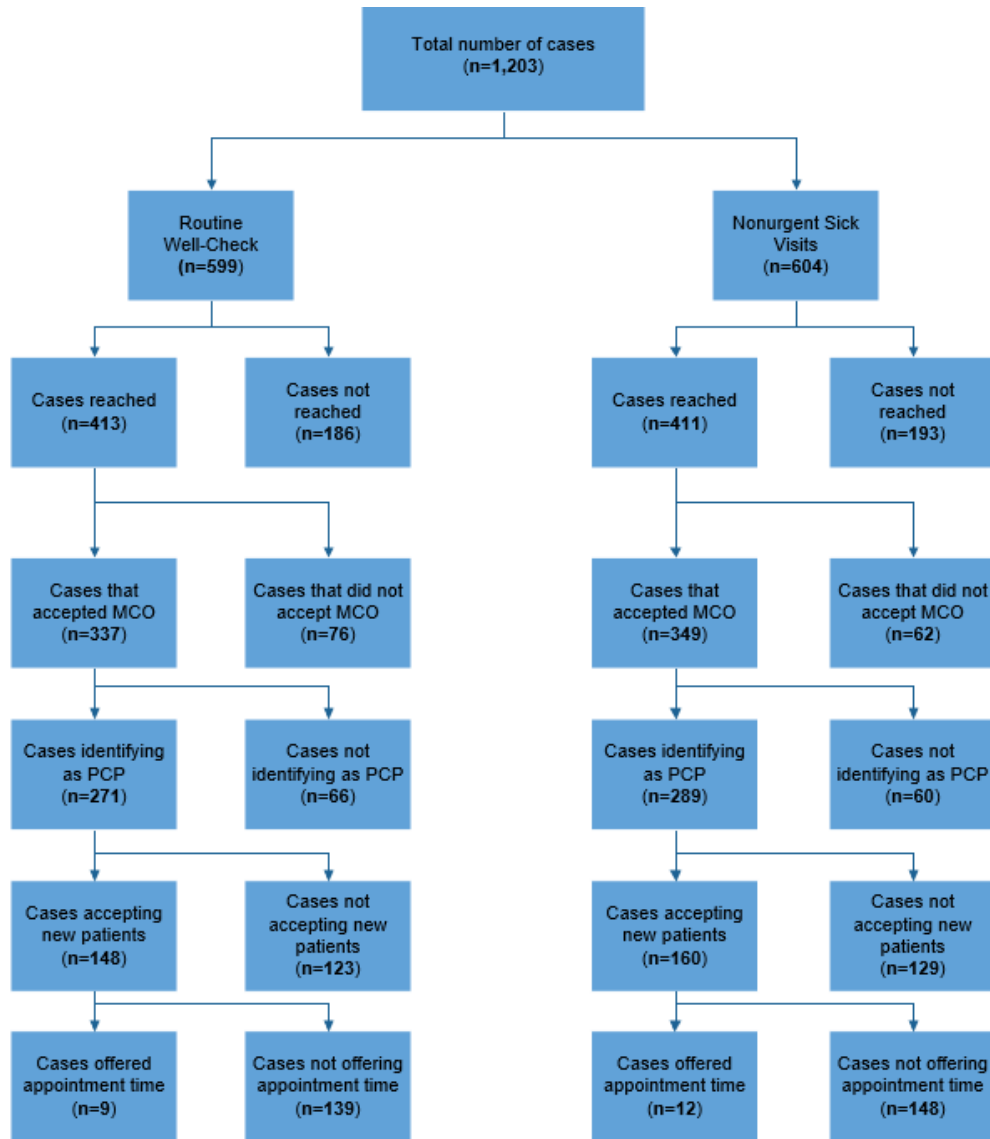 Total number of cases
(n=1,203)
Routine
Well-Check
(n=599)
Nonurgent Sick
Visits
(n=604)
Cases reached
(n=413)
Cases not
reached
(n=186)
Cases reached
(n=411)
Cases not
reached
(n=193)
Cases that
accepted MCO
(n=337)
Cases that did not
accept MCO
(n=76)
Cases that
accepted MCO
(n=349)
Cases that did not
accept MCO
(n=62)
Cases identifying
as PCP
(n=271)
Cases not
identifying as PCP
(n=66)
Cases identifying
as PCP
(n=289)
Cases not
identifying as PCP
(n=60)
Cases accepting
new patients
(n=148)
Cases not
accepting new
patients
(n=123)
Cases accepting
new patients
(n=160)
Cases not
accepting new
patients
(n=129)
Cases offered
appointment time
(n=9)
Cases not offering
appointment time
(n=139)
Cases offered
appointment time
(n=12)
Cases not offering
appointment time
(n=148)